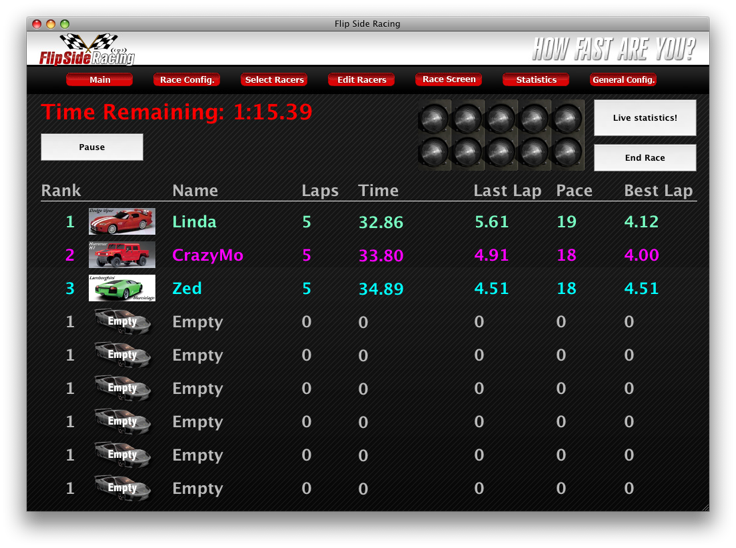 Flip Side Racing
FlipSide Racing
HOW FAST ARE YOU?
Main Race Config. Select Racers Edit Racers Race Screen Statistics General Config.
Time Remaining: 1:15.39
Live statistics!
Pause
End Race
Rank Name Laps Time Last Lap Pace Best Lap
1 Linda 5 32.86 5.61 19 4.12
2 CrazyMo 5 33.80 4.91 18 4.00
Lamborghini
3 Zed 5 34.89 4.51 18 4.51
1 Empty Empty 0 0 0 0 0
1 Empty Empty 0 0 0 0 0
1 Empty Empty 0 0 0 0 0
1 Empty Empty 0 0 0 0 0
1 Empty Empty 0 0 0 0 0
1 Empty Empty 0 0 0 0 0